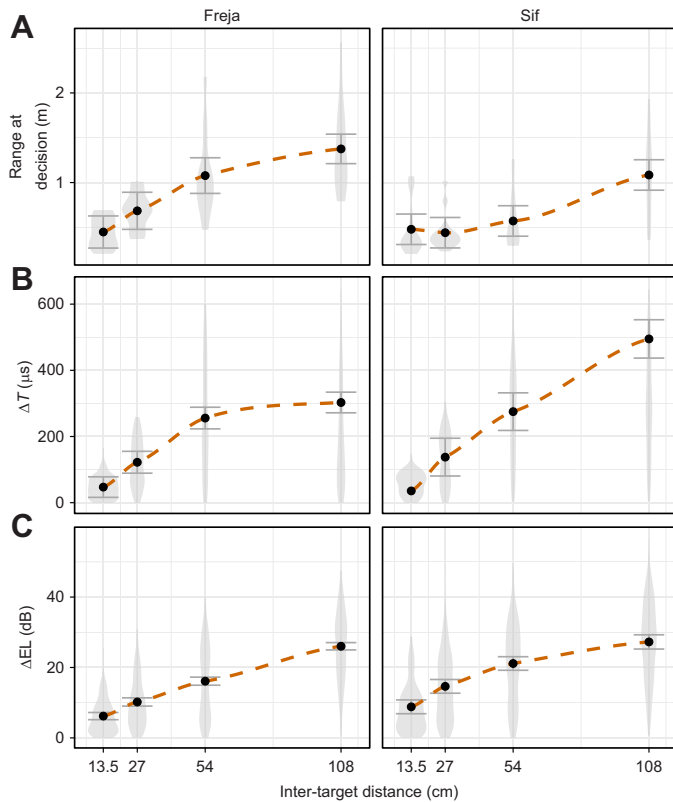 A
Freja
Sif
Range at
decision (m)
2
1
B
ΔT (μs)
600
400
200
0
C
ΔEL (dB)
40
20
0
13.5 27 54 108
13.5 27 54 108
Inter-target distance (cm)